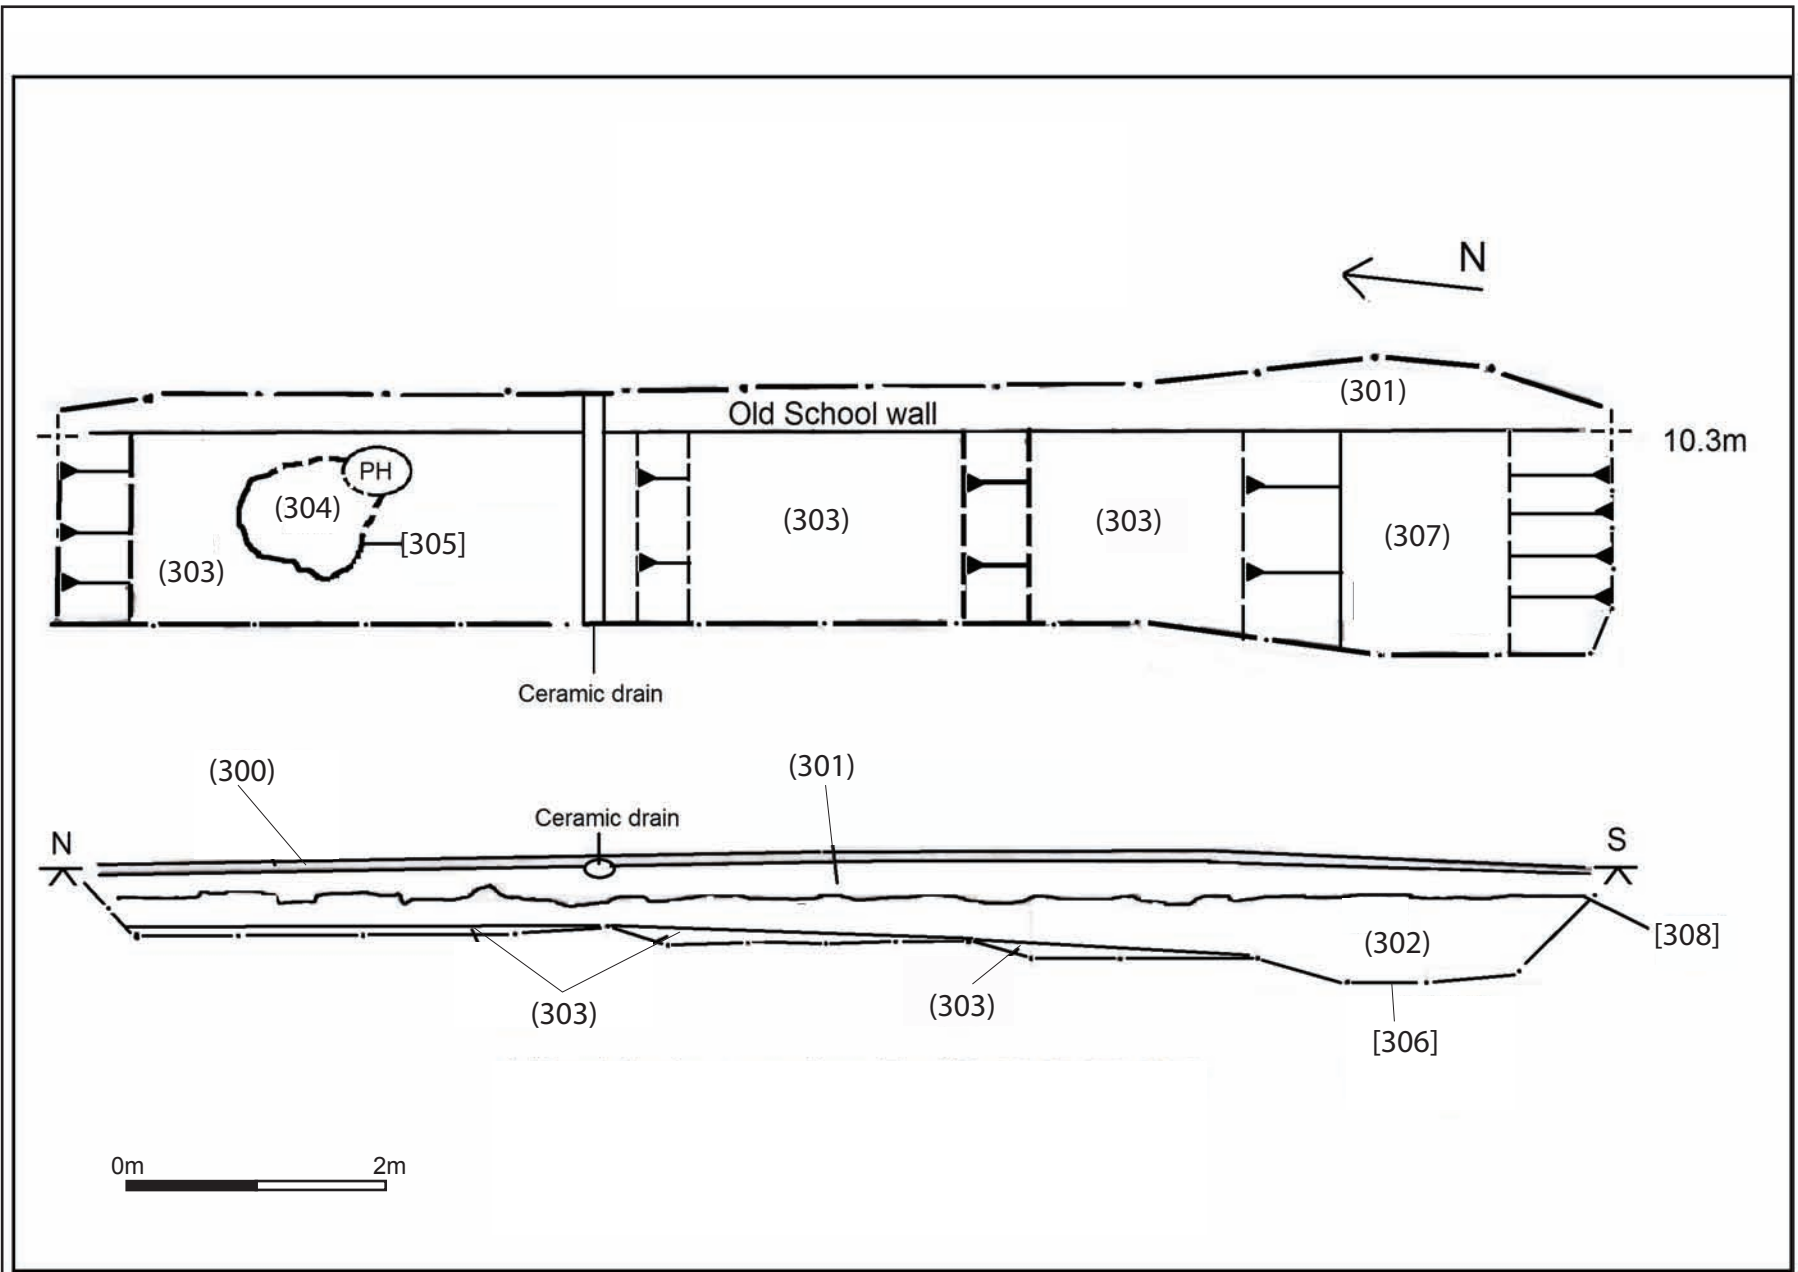 N
(301)
Old School wall
10.3m
PH
(304)
(303)
(303)
(307)
[305]
(303)
Ceramic drain
(300)
(301)
Ceramic drain
N
S
(302)
[308]
(303)
(303)
[306]
0m
2m